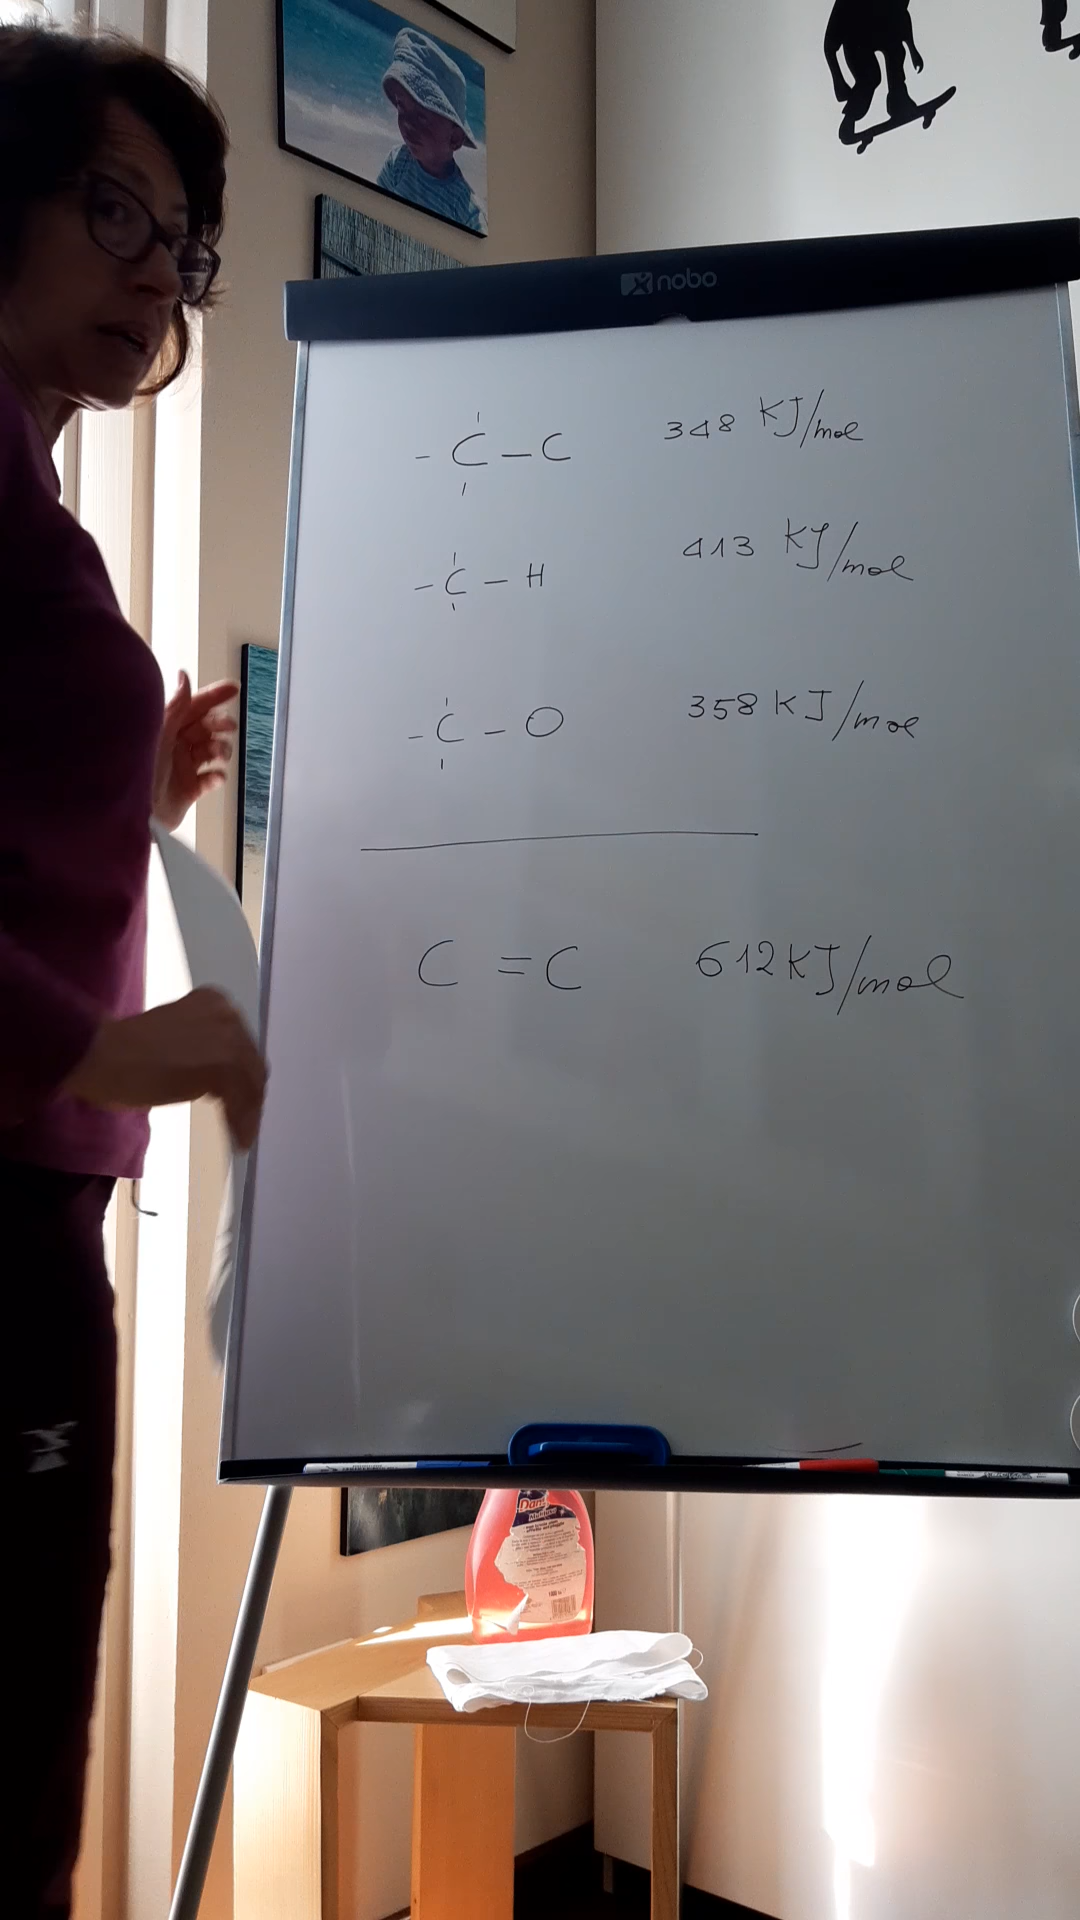 nobo
- C - C 348 KJ/mol
- C - H 413 KJ/mol
- C - O 358 KJ/mol
C = C 612 KJ/mol